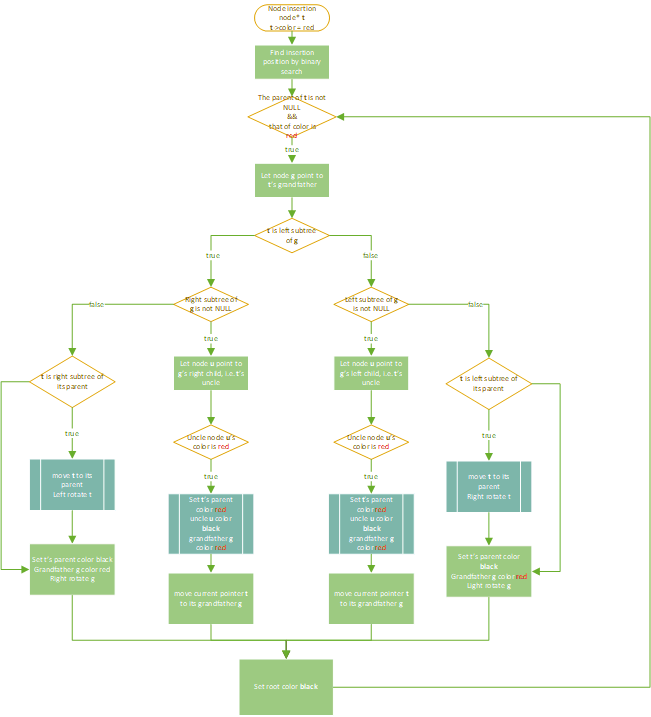 Node insertion
node* t
t->color = red
Find insertion
position by binary
search
The parent of t is not
NULL
&&
that of color is
red
true
Let node g point to
t's grandfather
t is left subtree
of g
true
false
Right subtree of
g is not NULL
Left subtree of g
is not NULL
false
true
true
false
t is right subtree of
its parent
Let node u point to
g's right child, i.e. t's
uncle
Let node u point to
g's left child, i.e. t's
uncle
t is left subtree of
its parent
true
Uncle node u's
color is red
Uncle node u's
color is red
true
true
true
move t to its
parent
Left rotate t
Set t's parent
color red
uncle u color
black
grandfather g
color red
Set t's parent
color red
uncle u color
black
grandfather g
color red
move t to its
parent
Right rotate t
Set t's parent color black
Grandfather g color red
Right rotate g
move current pointer t
to its grandfather g
move current pointer t
to its grandfather g
Set t's parent color
black
Grandfather g color red
Light rotate g
Set root color black